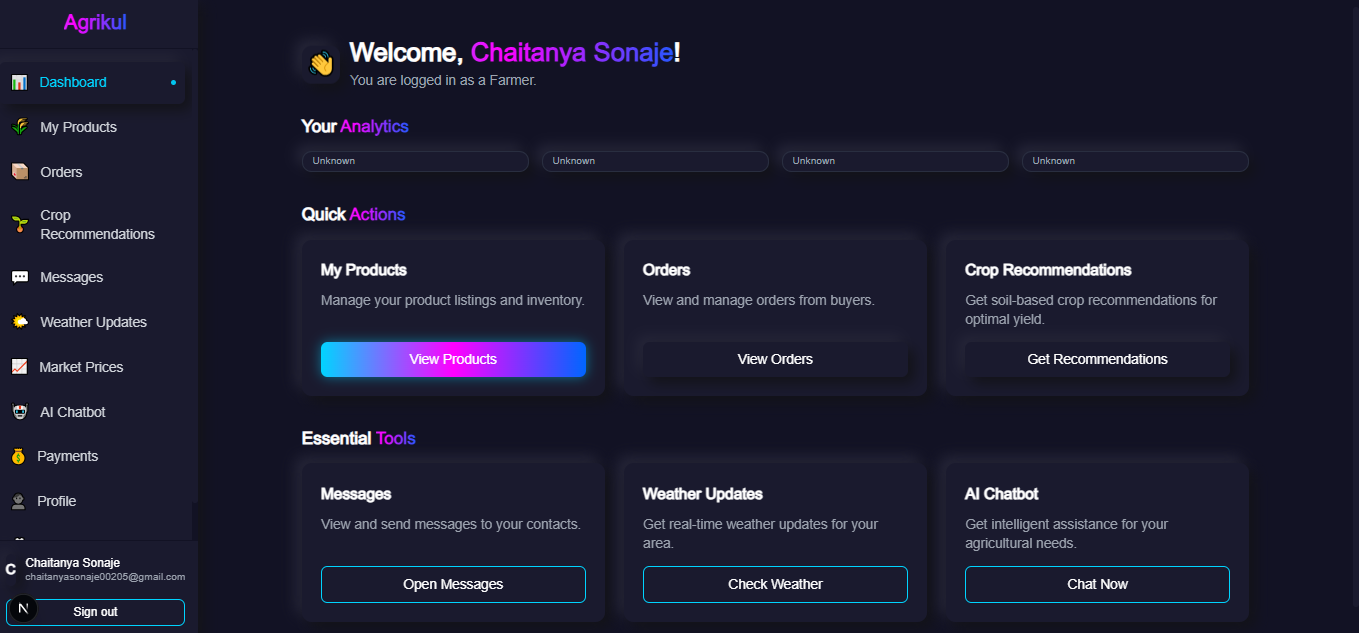 Agrikul
Dashboard
My Products
Orders
Crop
Recommendations
Messages
Weather Updates
Market Prices
AI Chatbot
Payments
Profile
C
Chaitanya Sonaje
chaitanyasonaje00205@gmail.com
N
Sign out
Welcome, Chaitanya Sonaje!
You are logged in as a Farmer.
Your Analytics
Unknown
Unknown
Unknown
Unknown
Quick Actions
My Products
Manage your product listings and inventory.
View Products
Orders
View and manage orders from buyers.
View Orders
Crop Recommendations
Get soil-based crop recommendations for
optimal yield.
Get Recommendations
Essential Tools
Messages
View and send messages to your contacts.
Open Messages
Weather Updates
Get real-time weather updates for your
area.
Check Weather
AI Chatbot
Get intelligent assistance for your
agricultural needs.
Chat Now